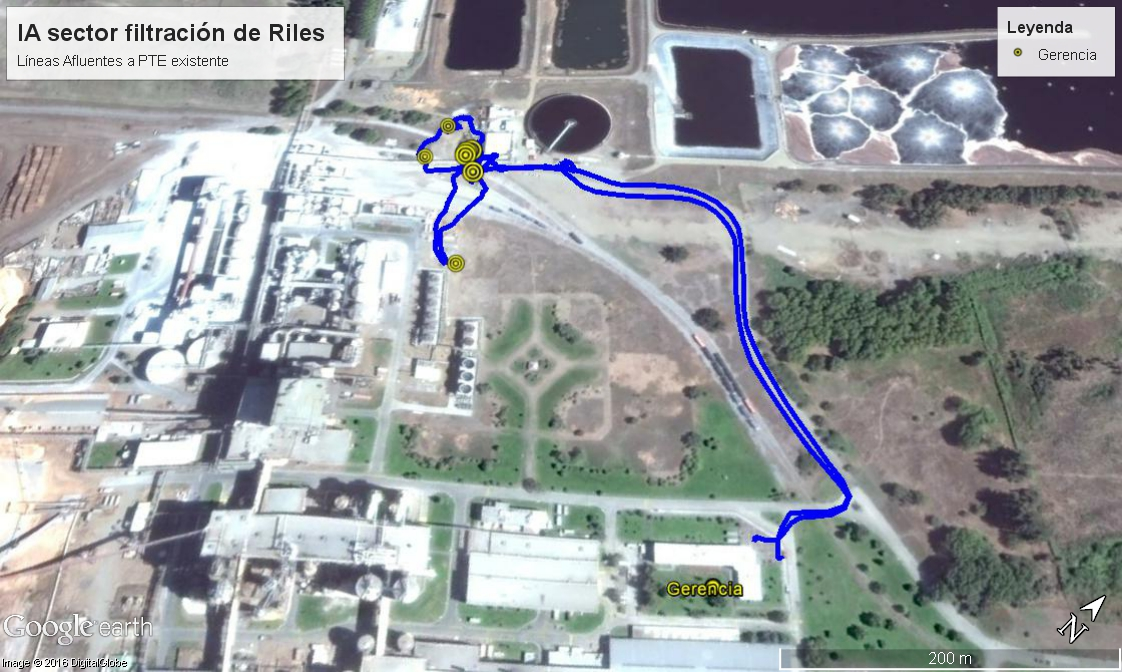 IA sector filtración de Riles
Líneas Afluentes a PTE existente
Leyenda
Gerencia
Gerencia
Google earth
N
Image © 2016 DigitalGlobe
200 m